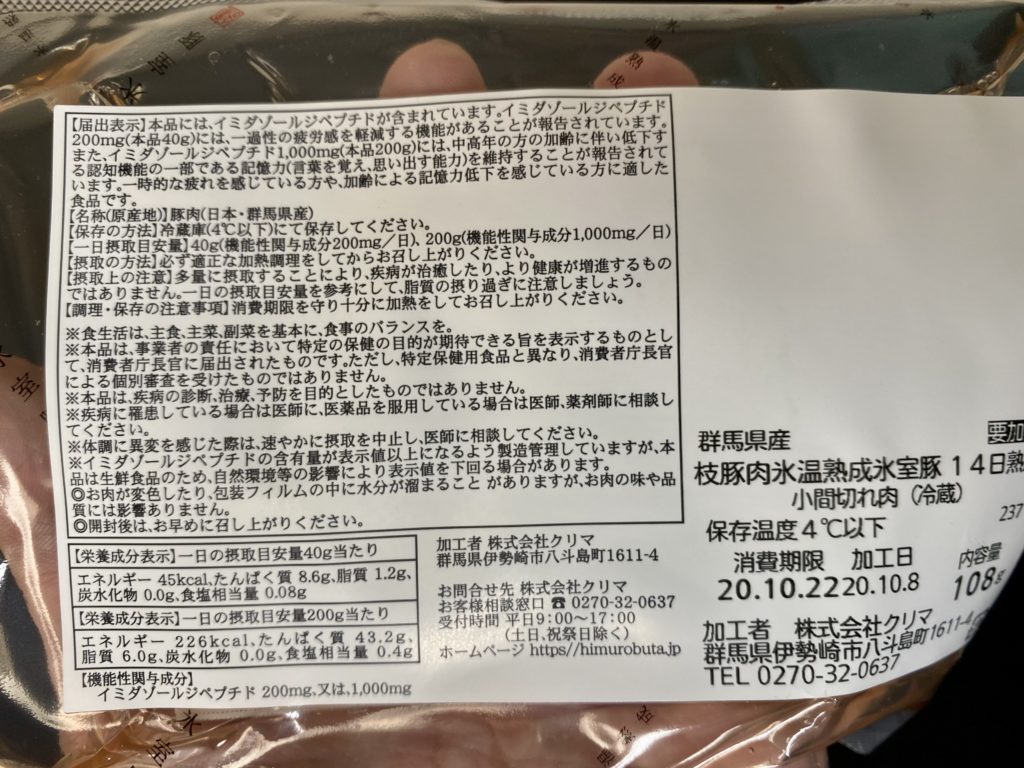 【届出表示】本品には、イミダゾールジペプチドが含まれています。イミダゾールジペプチド
200mg(本品40g)には、一過性の疲労感を軽減する機能があることが報告されています。
また、イミダゾールジペプチド1,000mg(本品200g)には、中高年の方の加齢に伴い低下す
る認知機能の一部である記憶力(言葉を覚え、思い出す能力)を維持することが報告されて
います。一時的な疲れを感じている方や、加齢による記憶力低下を感じている方に適した
食品です。
【名称(原産地)】豚肉(日本・群馬県産)
【保存の方法】冷蔵庫(4℃以下)にて保存してください。
【一日摂取目安量】40g(機能性関与成分200mg／日)、200g(機能性関与成分1,000mg／日)
【摂取の方法】必ず適正な加熱調理をしてからお召し上がりください。
【摂取上の注意】多量に摂取することにより、疾病が治癒したり、より健康が増進するもの
ではありません。一日の摂取目安量を参考にして、脂質の摂り過ぎに注意しましょう。
【調理・保存の注意事項】消費期限を守り十分に加熱をしてお召し上がりください。
※食生活は、主食、主菜、副菜を基本に、食事のバランスを。
※本品は、事業者の責任において特定の保健の目的が期待できる旨を表示するものとし
て、消費者庁長官に届出されたものです。ただし、特定保健用食品と異なり、消費者庁長官
による個別審査を受けたものではありません。
※本品は、疾病の診断、治療、予防を目的としたものではありません。
※疾病に罹患している場合は医師に、医薬品を服用している場合は医師、薬剤師に相談し
てください。
※体調に異変を感じた際は、速やかに摂取を中止し、医師に相談してください。
※イミダゾールジペプチドの含有量が表示値以上になるよう製造管理していますが、本
品は生鮮食品のため、自然環境等の影響により表示値を下回る場合があります。
◎お肉が変色したり、包装フィルムの中に水分が溜まることがありますが、お肉の味や品
質には影響ありません。
◎開封後は、お早めに召し上がりください。
【栄養成分表示】一日の摂取目安量40g当たり
エネルギー 45kcal、たんぱく質 8.6g、脂質 1.2g、
炭水化物 0.0g、食塩相当量 0.08g
【栄養成分表示】一日の摂取目安量200g当たり
エネルギー 226kcal、たんぱく質 43.2g、
脂質 6.0g、炭水化物 0.0g、食塩相当量 0.4g
【機能性関与成分】
イミダゾールジペプチド 200mg、又は、1,000mg
加工者 株式会社クリマ
群馬県伊勢崎市八斗島町1611-4
お問合せ先 株式会社クリマ
お客様相談窓口 ☎ 0270-32-0637
受付時間 平日9:00～17:00
(土日、祝祭日除く)
ホームページ https//himurobuta.jp
群馬県産
要加
枝豚肉氷温熟成氷室豚 14日熟
小間切れ肉 (冷蔵)
237
保存温度4℃以下
消費期限 加工日 内容量
20.10.22 20.10.8 108g
加工者 株式会社クリマ
群馬県伊勢崎市八斗島町1611-4
TEL 0270-32-0637